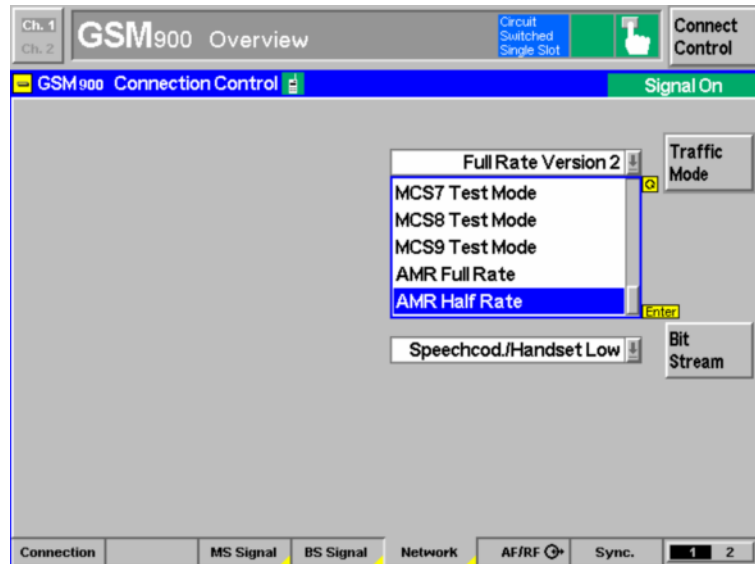 Ch. 1
Ch. 2
GSM900 Overview
Circuit
Switched
Single Slot
Connect
Control
GSM 900 Connection Control
Signal On
Full Rate Version 2
Traffic
Mode
MCS7 Test Mode
MCS8 Test Mode
MCS9 Test Mode
AMR Full Rate
AMR Half Rate
Q
Enter
Speechcod./Handset Low
Bit
Stream
Connection
MS Signal
BS Signal
Network
AF/RF
Sync.
1 2